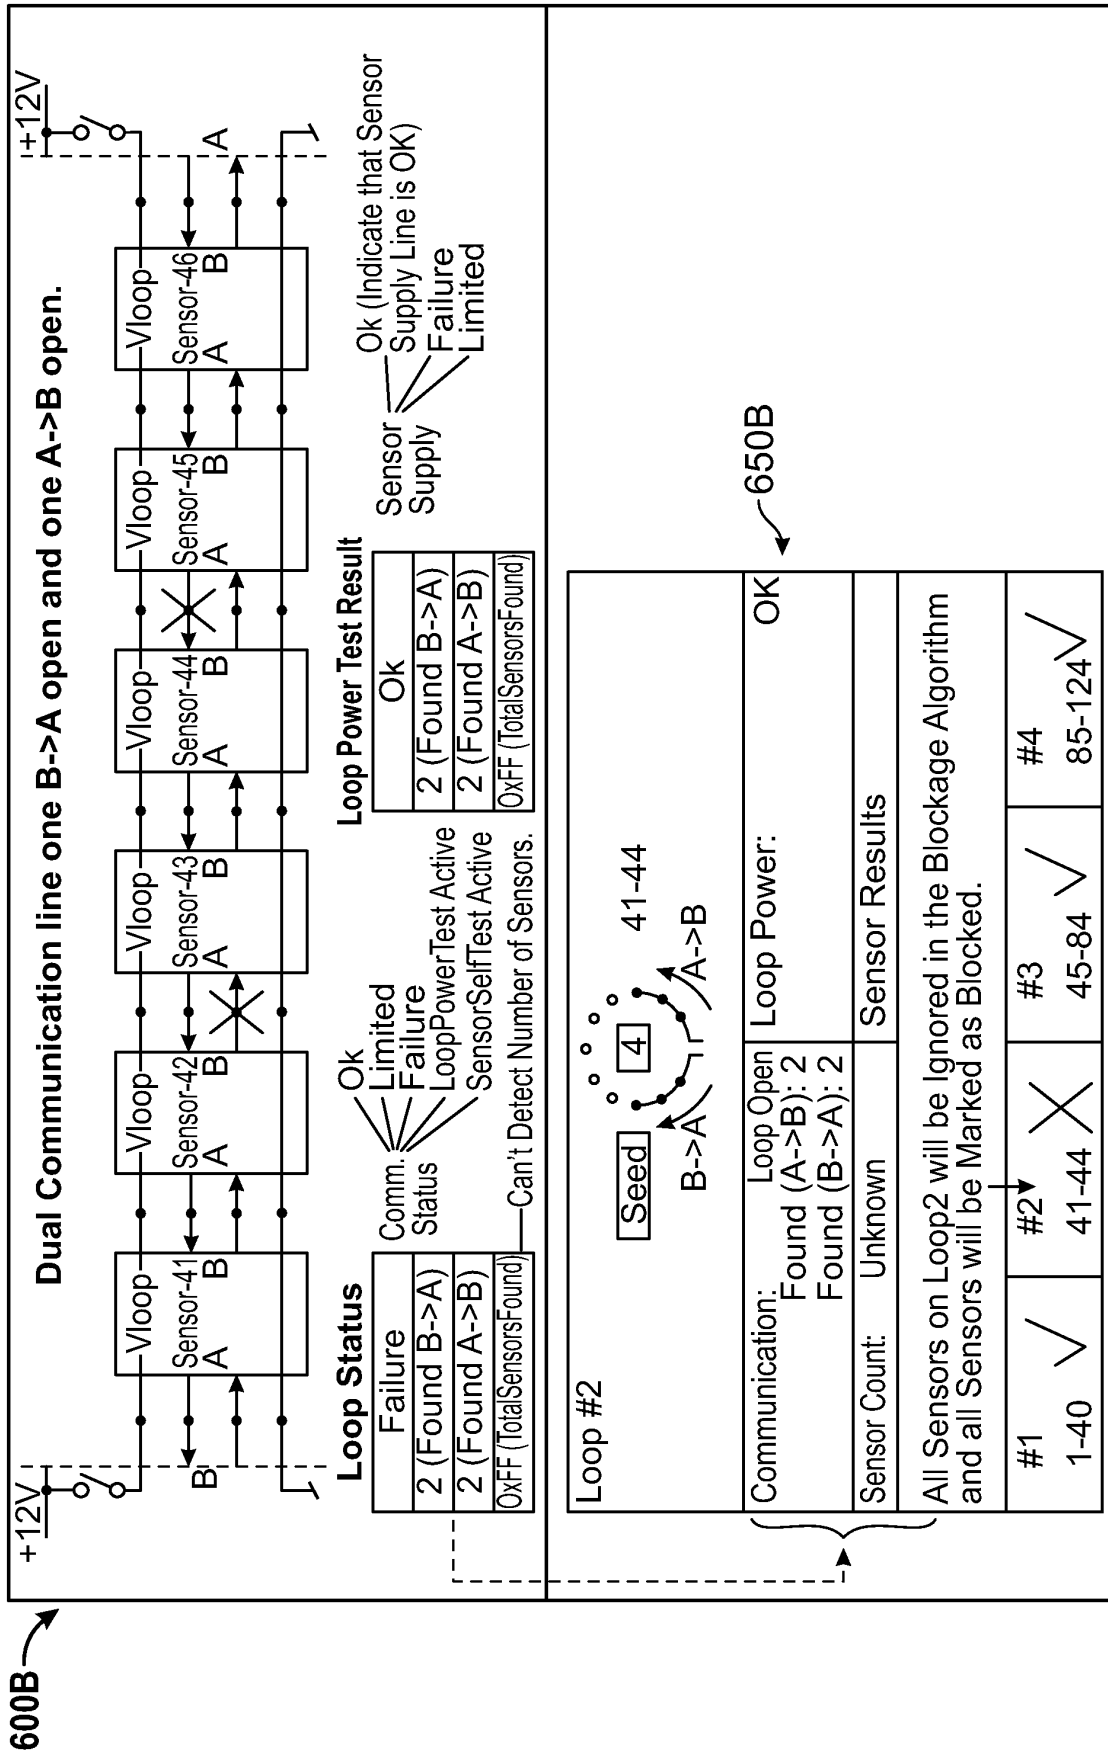 600B
Dual Communication line one B->A open and one A->B open.
+12V
+12V
Vloop
Vloop
Vloop
Vloop
Vloop
Vloop
Sensor-41
Sensor-42
Sensor-43
Sensor-44
Sensor-45
Sensor-46
B
A
B
A
B
A
B
A
B
A
B
A
B
A
Loop Status
Failure
2 (Found B->A)
2 (Found A->B)
OxFF (TotalSensorsFound)
Comm.
Status
Ok
Limited
Failure
LoopPowerTest Active
SensorSelfTest Active
Can't Detect Number of Sensors.
Loop Power Test Result
Ok
2 (Found B->A)
2 (Found A->B)
OxFF (TotalSensorsFound)
Sensor
Supply
Ok (Indicate that Sensor
Supply Line is OK)
Failure
Limited
650B
Loop #2
Seed
4
41-44
B->A
A->B
Communication: Loop Open
Found (A->B): 2
Found (B->A): 2
Loop Power: OK
Sensor Count: Unknown
Sensor Results
All Sensors on Loop2 will be Ignored in the Blockage Algorithm
and all Sensors will be Marked as Blocked.
#1
1-40
#2
41-44
#3
45-84
#4
85-124